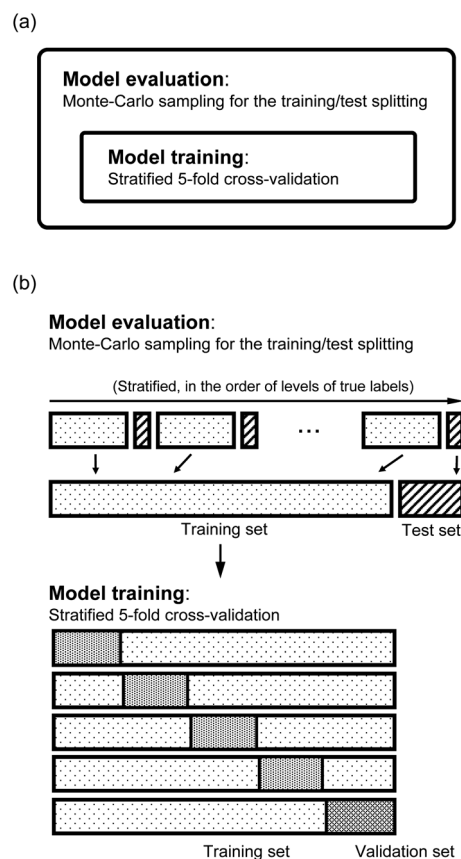 (a)
Model evaluation:
Monte-Carlo sampling for the training/test splitting
Model training:
Stratified 5-fold cross-validation
(b)
Model evaluation:
Monte-Carlo sampling for the training/test splitting
(Stratified, in the order of levels of true labels)
...
Training set Test set
Model training:
Stratified 5-fold cross-validation
Training set Validation set